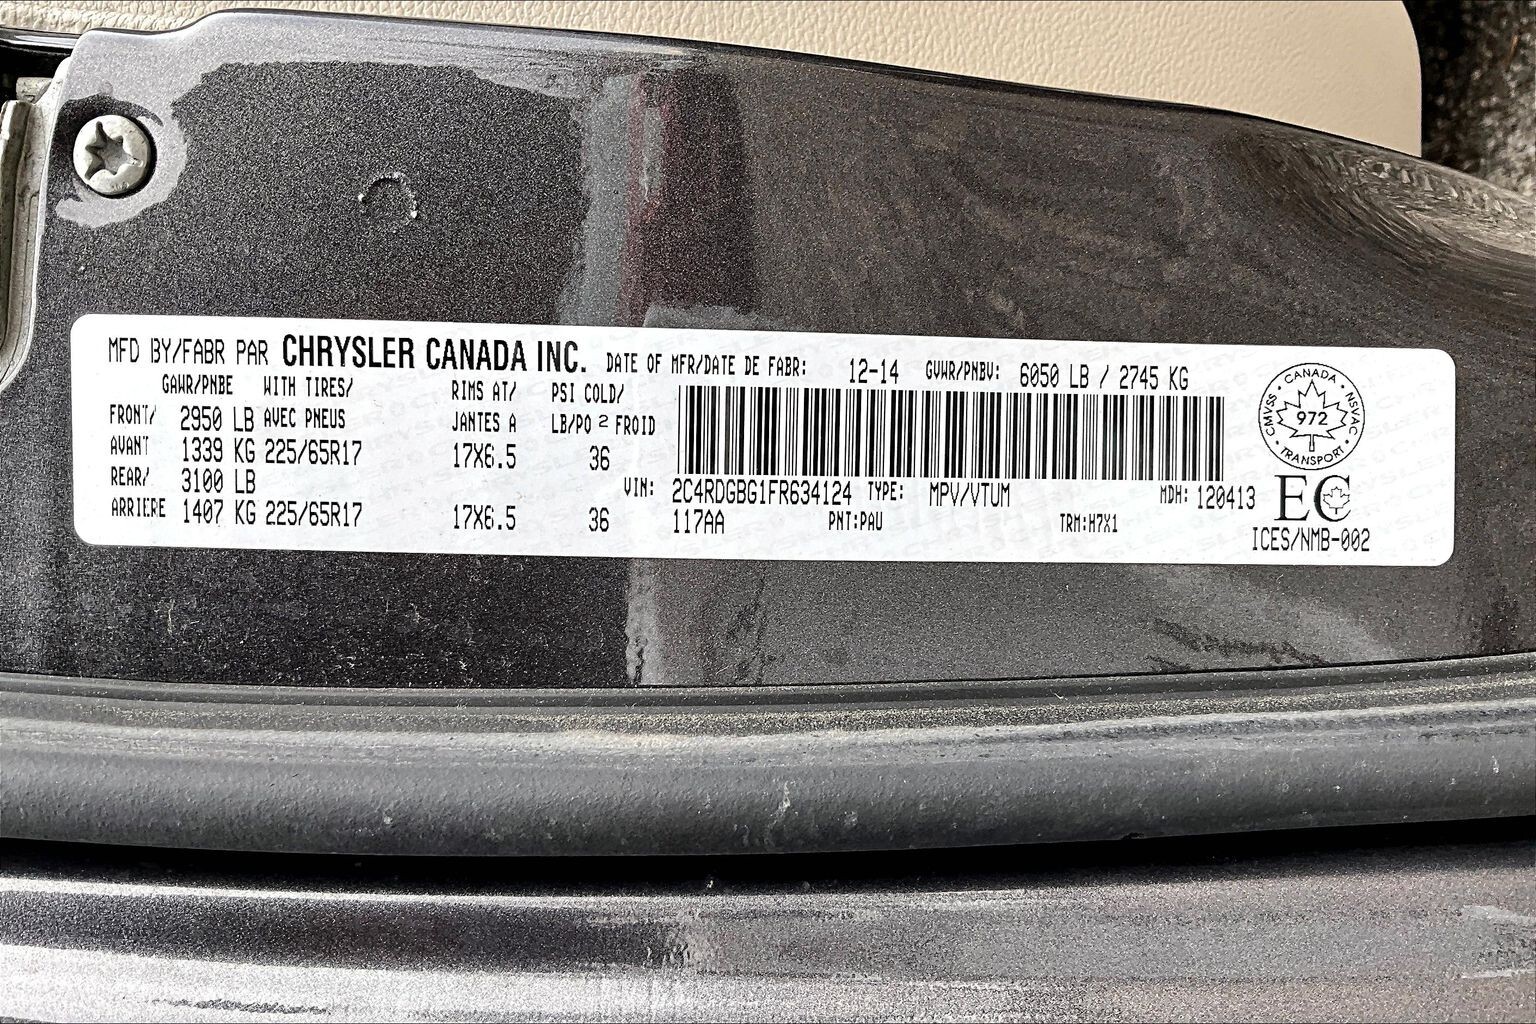 MFD BY/FABR PAR CHRYSLER CANADA INC. DATE OF MFR/DATE DE FABR: 12-14 GVWR/PNBV: 6050 LB / 2745 KG
GAWR/PNBE WITH TIRES/ RIMS AT/ PSI COLD/
FRONT/ 2950 LB AVEC PNEUS JANTES A LB/PO 2 FROID
AVANT 1339 KG 225/65R17 17X6.5 36
REAR/ 3100 LB
ARRIERE 1407 KG 225/65R17 17X6.5 36
VIN: 2C4RDGBG1FR634124 TYPE: MPV/VTUM MDH: 120413
117AA PNT:PAU TRM:H7X1
CANADA
CMVSS 972 NSVAC
TRANSPORT
EC
ICES/NMB-002